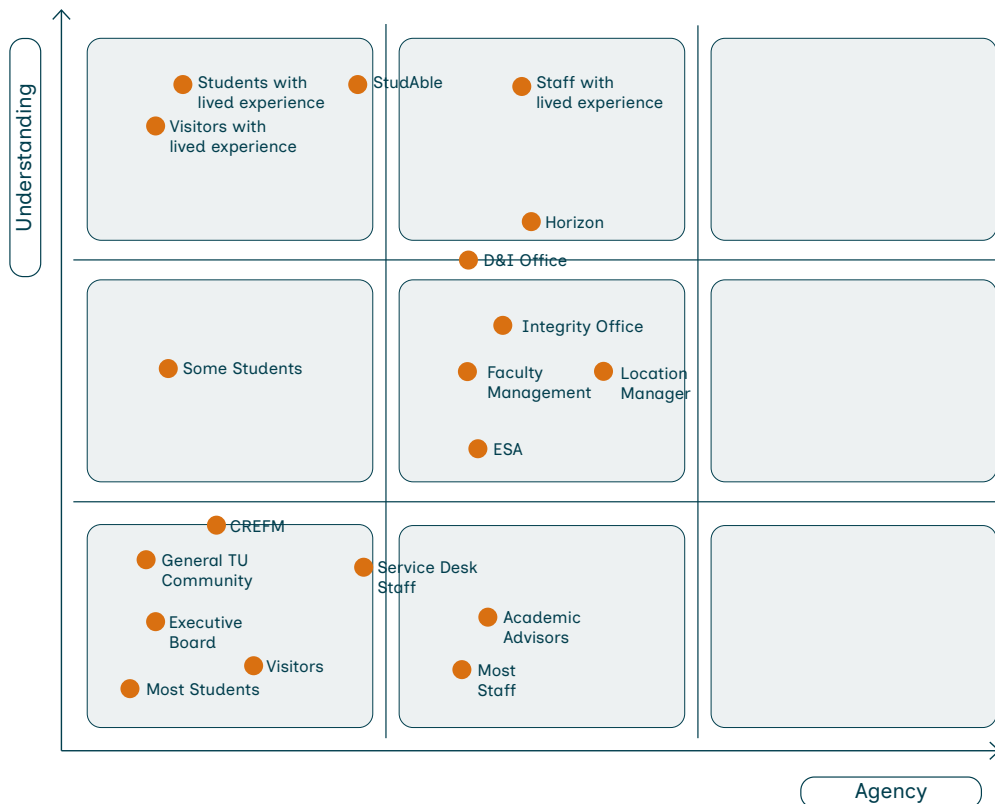 Understanding
Students with
lived experience
StudAble
Staff with
lived experience
Visitors with
lived experience
Horizon
D&I Office
Integrity Office
Some Students
Faculty
Management
Location
Manager
ESA
CREFM
General TU
Community
Service Desk
Staff
Executive
Board
Academic
Advisors
Visitors
Most
Staff
Most Students
Agency